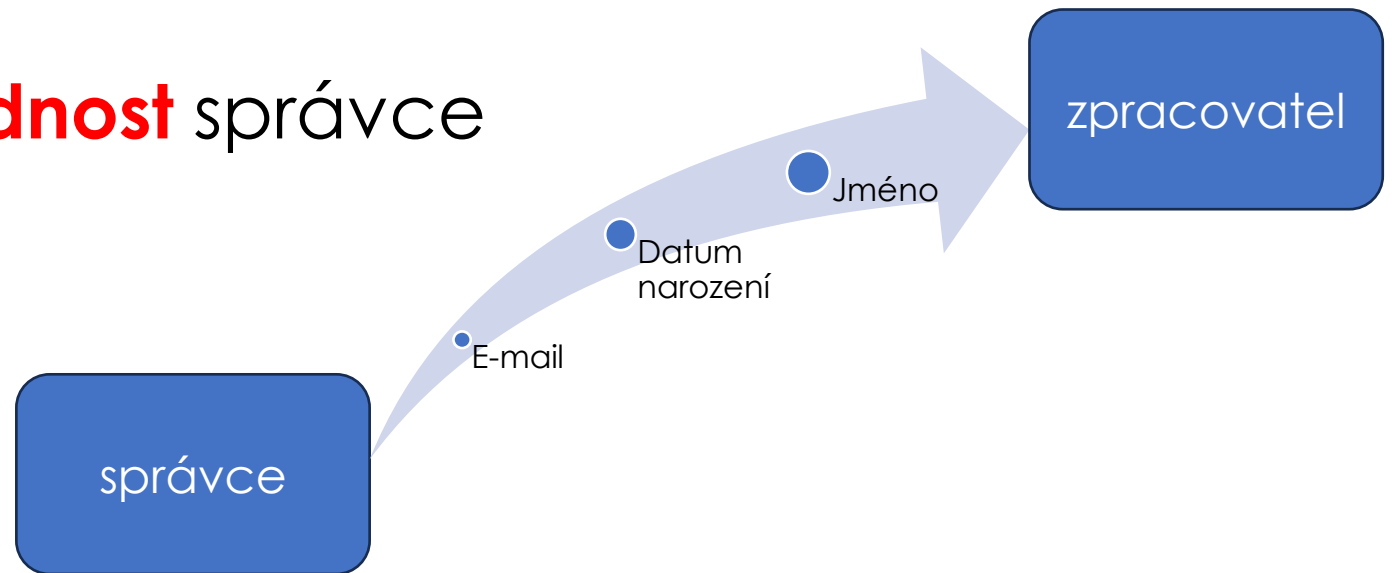 dnost správce
zpracovatel
Jméno
Datum
narození
E-mail
správce